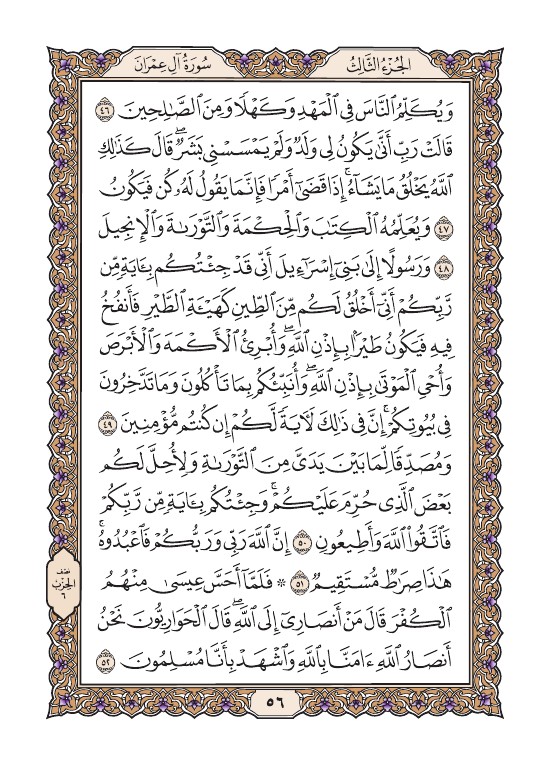 سُورَةُ آلِ عِمْرَان
الجُزْءُ الثَّالِثُ
وَيُكَلِّمُ ٱلنَّاسَ فِي ٱلْمَهْدِ وَكَهْلًا وَمِنَ ٱلصَّٰلِحِينَ ٤٦
قَالَتْ رَبِّ أَنَّىٰ يَكُونُ لِي وَلَدٌ وَلَمْ يَمْسَسْنِي بَشَرٌۖ قَالَ كَذَٰلِكِ
ٱللَّهُ يَخْلُقُ مَا يَشَآءُۚ إِذَا قَضَىٰٓ أَمْرًا فَإِنَّمَا يَقُولُ لَهُۥ كُن فَيَكُونُ
٤٧ وَيُعَلِّمُهُ ٱلْكِتَٰبَ وَٱلْحِكْمَةَ وَٱلتَّوْرَىٰةَ وَٱلْإِنجِيلَ
٤٨ وَرَسُولًا إِلَىٰ بَنِيٓ إِسْرَٰٓءِيلَ أَنِّي قَدْ جِئْتُكُم بِـَٔايَةٍ مِّن
رَّبِّكُمْ أَنِّيٓ أَخْلُقُ لَكُم مِّنَ ٱلطِّينِ كَهَيْـَٔةِ ٱلطَّيْرِ فَأَنفُخُ
فِيهِ فَيَكُونُ طَيْرًۢا بِإِذْنِ ٱللَّهِۖ وَأُبْرِئُ ٱلْأَكْمَهَ وَٱلْأَبْرَصَ
وَأُحْيِ ٱلْمَوْتَىٰ بِإِذْنِ ٱللَّهِۖ وَأُنَبِّئُكُم بِمَا تَأْكُلُونَ وَمَا تَدَّخِرُونَ
فِي بُيُوتِكُمْۚ إِنَّ فِي ذَٰلِكَ لَأٓيَةً لَّكُمْ إِن كُنتُم مُّؤْمِنِينَ ٤٩
وَمُصَدِّقًا لِّمَا بَيْنَ يَدَيَّ مِنَ ٱلتَّوْرَىٰةِ وَلِأُحِلَّ لَكُم
بَعْضَ ٱلَّذِي حُرِّمَ عَلَيْكُمْۚ وَجِئْتُكُم بِـَٔايَةٍ مِّن رَّبِّكُمْ
فَٱتَّقُوا۟ ٱللَّهَ وَأَطِيعُونِ ٥٠ إِنَّ ٱللَّهَ رَبِّي وَرَبُّكُمْ فَٱعْبُدُوهُۚ
هَٰذَا صِرَٰطٌ مُّسْتَقِيمٌ ٥١ ۞ فَلَمَّآ أَحَسَّ عِيسَىٰ مِنْهُمُ
ٱلْكُفْرَ قَالَ مَنْ أَنصَارِيٓ إِلَى ٱللَّهِۖ قَالَ ٱلْحَوَارِيُّونَ نَحْنُ
أَنصَارُ ٱللَّهِ ءَامَنَّا بِٱللَّهِ وَٱشْهَدْ بِأَنَّا مُسْلِمُونَ ٥٢
نصف
الحزب
٦
٥٦